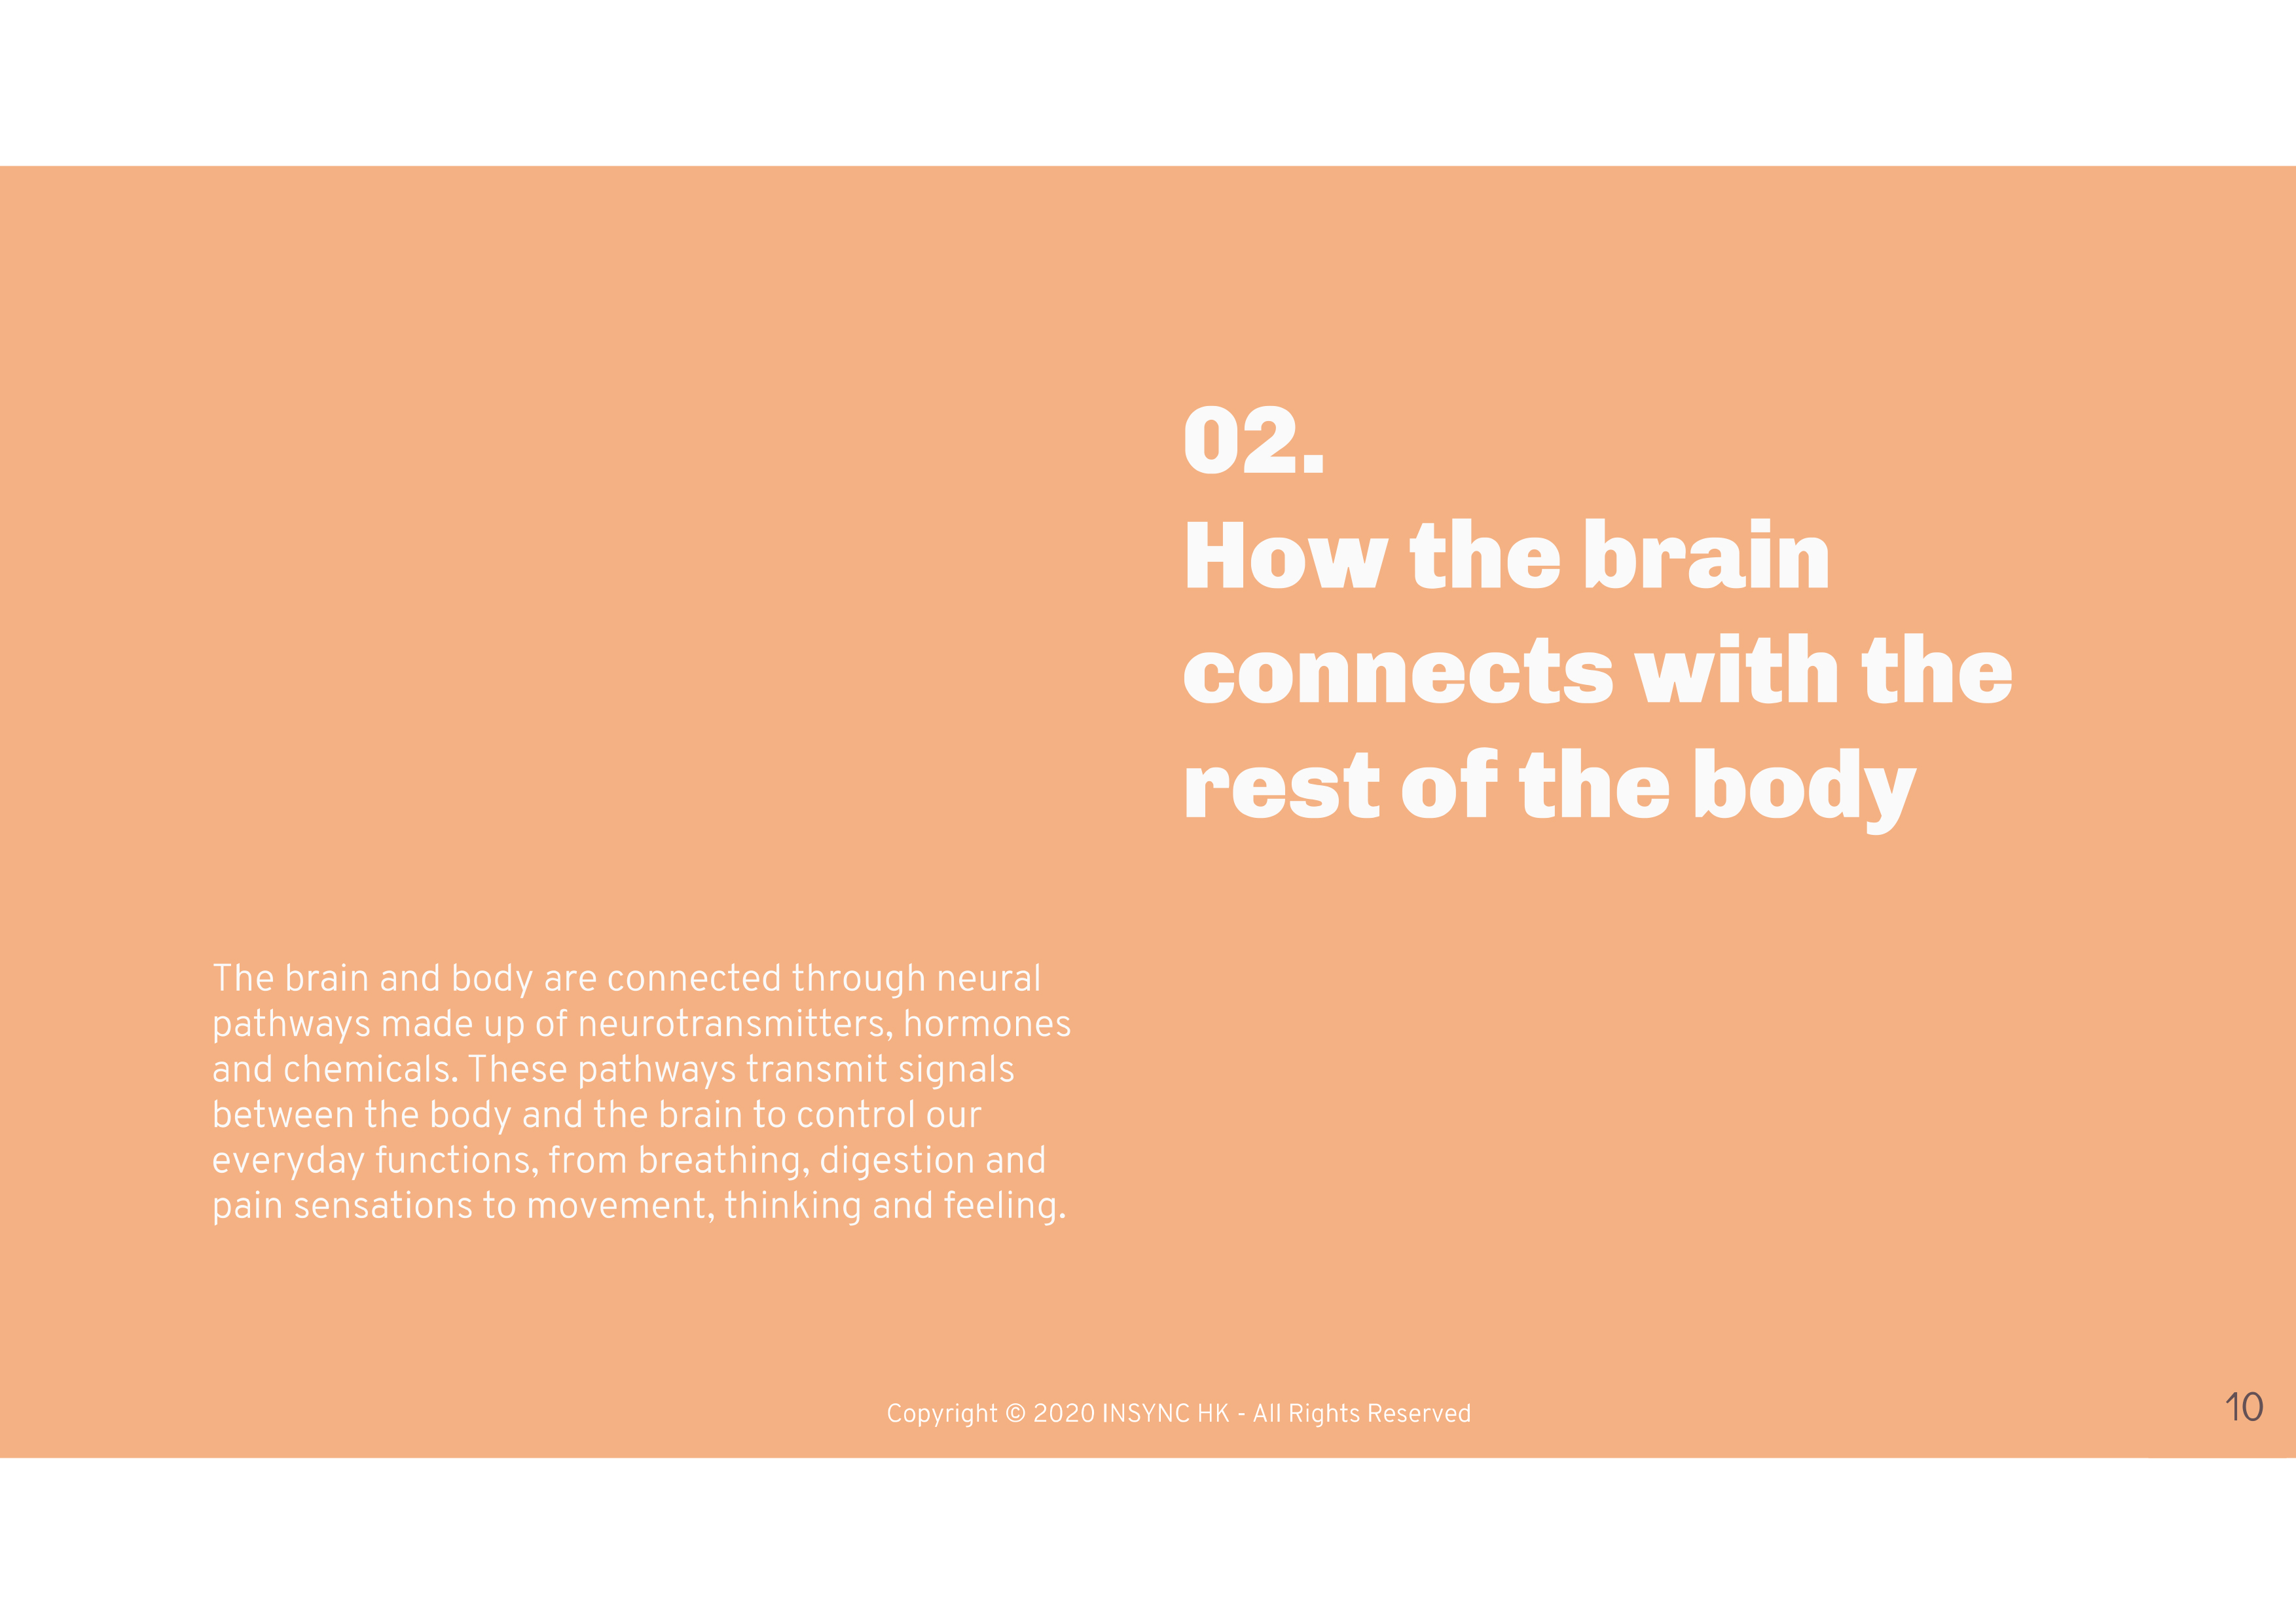 02.
How the brain
connects with the
rest of the body
The brain and body are connected through neural
pathways made up of neurotransmitters, hormones
and chemicals. These pathways transmit signals
between the body and the brain to control our
everyday functions, from breathing, digestion and
pain sensations to movement, thinking and feeling.
Copyright © 2020 INSYNC HK - All Rights Reserved
10